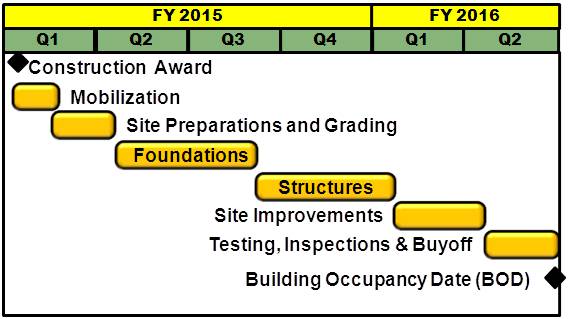 FY 2015 FY 2016
Q1 Q2 Q3 Q4 Q1 Q2
Construction Award
Mobilization
Site Preparations and Grading
Foundations
Structures
Site Improvements
Testing, Inspections & Buyoff
Building Occupancy Date (BOD)